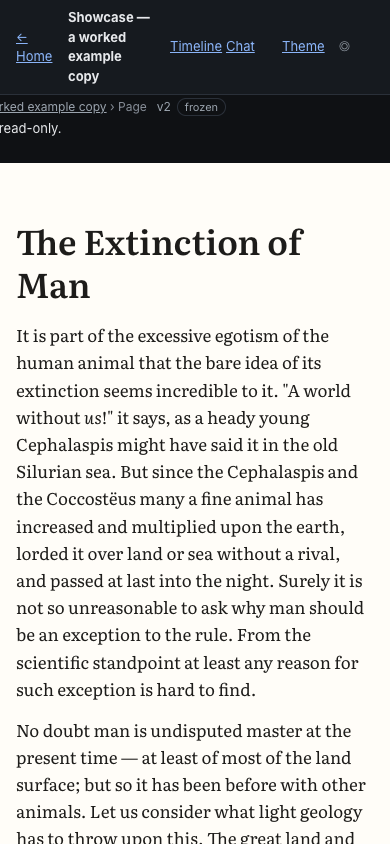 ← Home
Showcase — a worked example copy
Timeline Chat
Theme
rked example copy › Page v2 frozen
read-only.
The Extinction of
Man
It is part of the excessive egotism of the
human animal that the bare idea of its
extinction seems incredible to it. "A world
without us!" it says, as a heady young
Cephalaspis might have said it in the old
Silurian sea. But since the Cephalaspis and
the Coccostëus many a fine animal has
increased and multiplied upon the earth,
lorded it over land or sea without a rival,
and passed at last into the night. Surely it is
not so unreasonable to ask why man should
be an exception to the rule. From the
scientific standpoint at least any reason for
such exception is hard to find.
No doubt man is undisputed master at the
present time — at least of most of the land
surface; but so it has been before with other
animals. Let us consider what light geology
has to throw upon this. The great land and